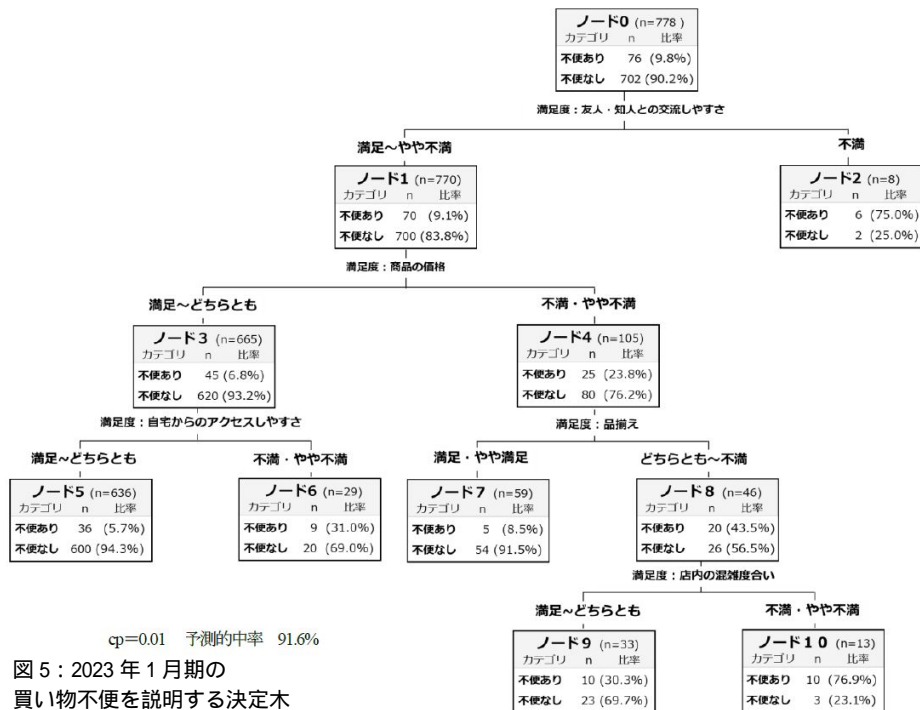 ノード0 (n=778 )
カテゴリ n 比率
不便あり 76 (9.8%)
不便なし 702 (90.2%)
満足度：友人・知人との交流しやすさ
満足～やや不満
不満
ノード1 (n=770)
カテゴリ n 比率
不便あり 70 (9.1%)
不便なし 700 (83.8%)
ノード2 (n=8)
カテゴリ n 比率
不便あり 6 (75.0%)
不便なし 2 (25.0%)
満足度：商品の価格
満足～どちらとも
不満・やや不満
ノード3 (n=665)
カテゴリ n 比率
不便あり 45 (6.8%)
不便なし 620 (93.2%)
ノード4 (n=105)
カテゴリ n 比率
不便あり 25 (23.8%)
不便なし 80 (76.2%)
満足度：自宅からのアクセスしやすさ
満足度：品揃え
満足～どちらとも
不満・やや不満
満足・やや満足
どちらとも～不満
ノード5 (n=636)
カテゴリ n 比率
不便あり 36 (5.7%)
不便なし 600 (94.3%)
ノード6 (n=29)
カテゴリ n 比率
不便あり 9 (31.0%)
不便なし 20 (69.0%)
ノード7 (n=59)
カテゴリ n 比率
不便あり 5 (8.5%)
不便なし 54 (91.5%)
ノード8 (n=46)
カテゴリ n 比率
不便あり 20 (43.5%)
不便なし 26 (56.5%)
満足度：店内の混雑度合い
満足～どちらとも
不満・やや不満
ノード9 (n=33)
カテゴリ n 比率
不便あり 10 (30.3%)
不便なし 23 (69.7%)
ノード10 (n=13)
カテゴリ n 比率
不便あり 10 (76.9%)
不便なし 3 (23.1%)
cp=0.01 予測的中率 91.6%
図5：2023年1月期の
買い物不便を説明する決定木